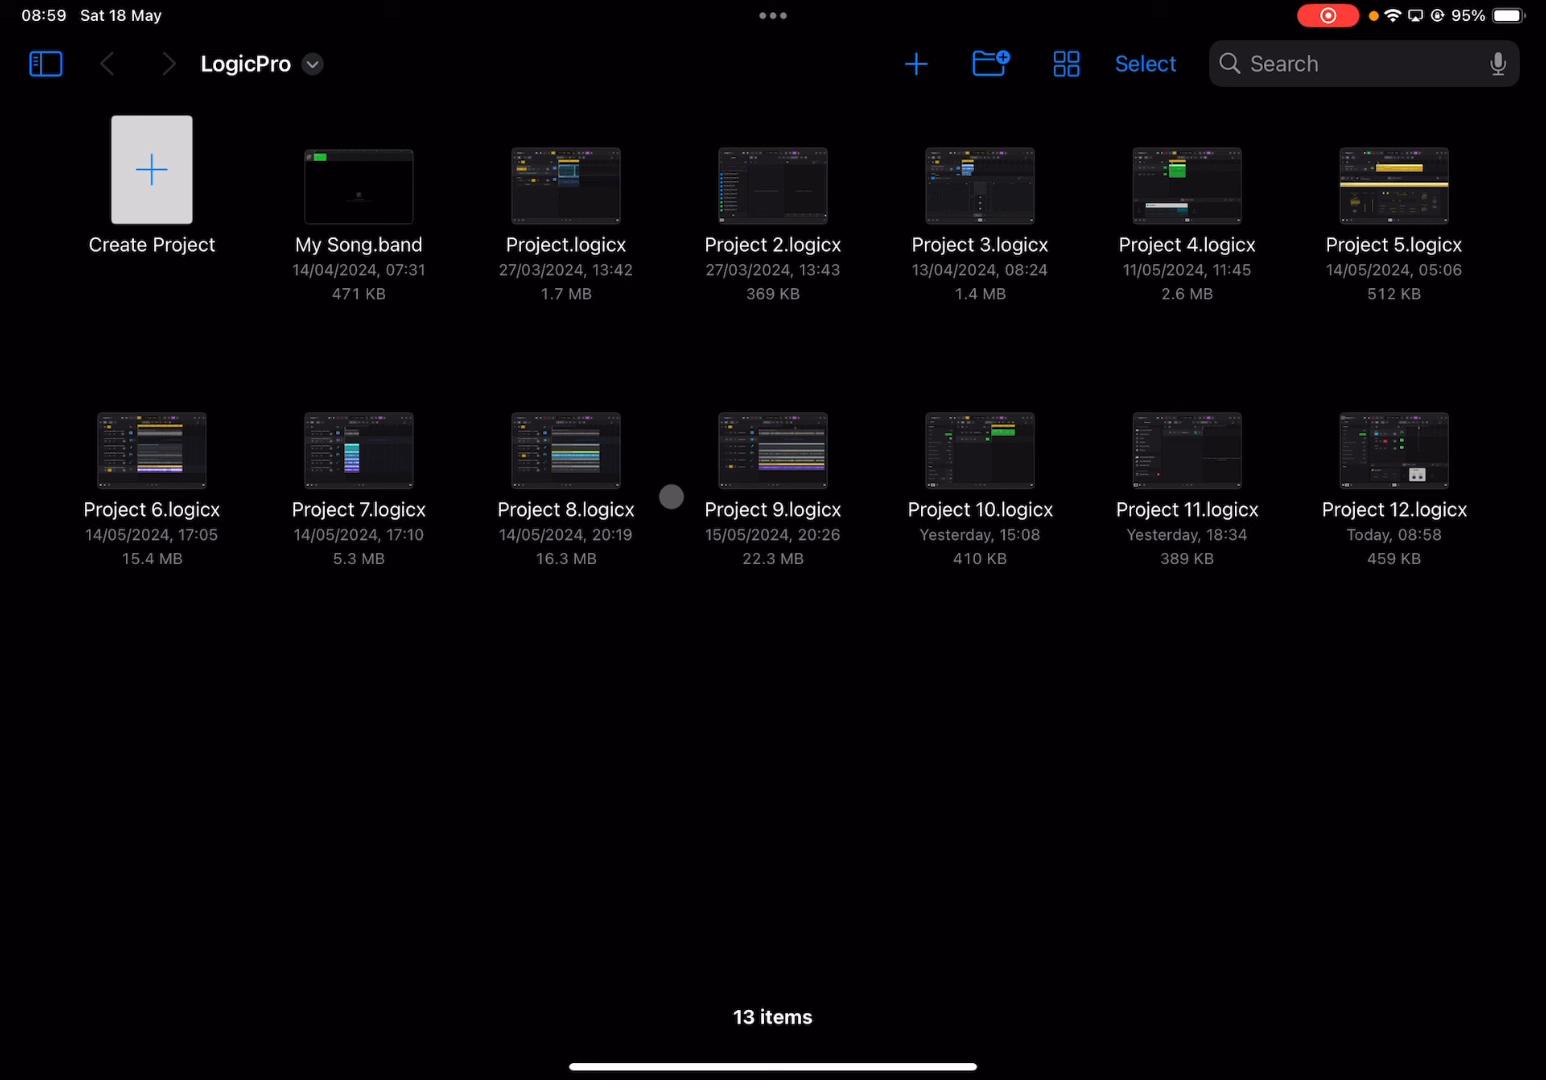 08:59 Sat 18 May
95%
LogicPro
Select
Search
Create Project
My Song.band
14/04/2024, 07:31
471 KB
Project.logicx
27/03/2024, 13:42
1.7 MB
Project 2.logicx
27/03/2024, 13:43
369 KB
Project 3.logicx
13/04/2024, 08:24
1.4 MB
Project 4.logicx
11/05/2024, 11:45
2.6 MB
Project 5.logicx
14/05/2024, 05:06
512 KB
Project 6.logicx
14/05/2024, 17:05
15.4 MB
Project 7.logicx
14/05/2024, 17:10
5.3 MB
Project 8.logicx
14/05/2024, 20:19
16.3 MB
Project 9.logicx
15/05/2024, 20:26
22.3 MB
Project 10.logicx
Yesterday, 15:08
410 KB
Project 11.logicx
Yesterday, 18:34
389 KB
Project 12.logicx
Today, 08:58
459 KB
13 items